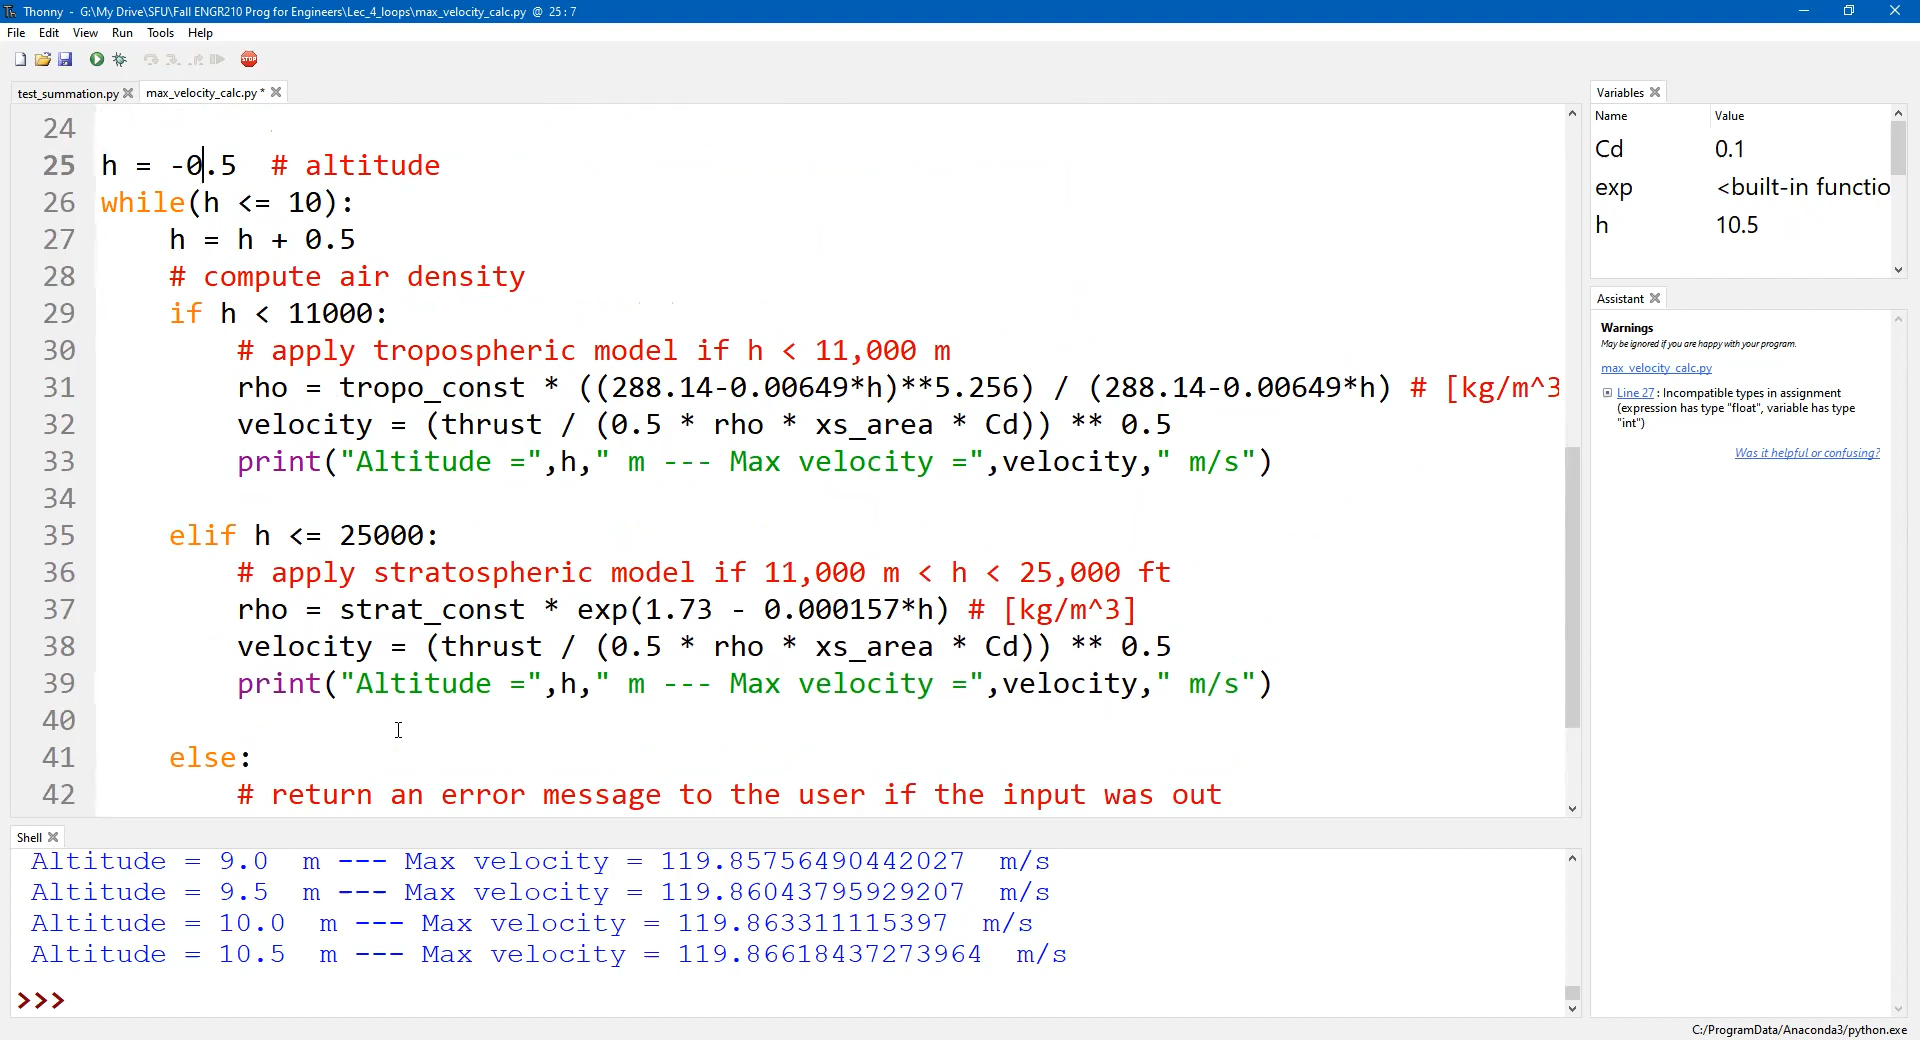 Thonny - G:\My Drive\SFU\Fall ENGR210 Prog for Engineers\Lec_4_loops\max_velocity_calc.py @ 25 : 7
File Edit View Run Tools Help
STOP
test_summation.py
max_velocity_calc.py *
24
25 h = -0.5  # altitude
26 while(h <= 10):
27     h = h + 0.5
28     # compute air density
29     if h < 11000:
30         # apply tropospheric model if h < 11,000 m
31         rho = tropo_const * ((288.14-0.00649*h)**5.256) / (288.14-0.00649*h) # [kg/m^3
32         velocity = (thrust / (0.5 * rho * xs_area * Cd)) ** 0.5
33         print("Altitude =",h," m --- Max velocity =",velocity," m/s")
34
35     elif h <= 25000:
36         # apply stratospheric model if 11,000 m < h < 25,000 ft
37         rho = strat_const * exp(1.73 - 0.000157*h) # [kg/m^3]
38         velocity = (thrust / (0.5 * rho * xs_area * Cd)) ** 0.5
39         print("Altitude =",h," m --- Max velocity =",velocity," m/s")
40
41     else:
42         # return an error message to the user if the input was out
Shell
Altitude = 9.0  m --- Max velocity = 119.85756490442027  m/s
Altitude = 9.5  m --- Max velocity = 119.86043795929207  m/s
Altitude = 10.0  m --- Max velocity = 119.863311115397  m/s
Altitude = 10.5  m --- Max velocity = 119.86618437273964  m/s
>>>
Variables
Name Value
Cd 0.1
exp <built-in functio
h 10.5
Assistant
Warnings
May be ignored if you are happy with your program.
max_velocity_calc.py
Line 27 : Incompatible types in assignment
(expression has type "float", variable has type
"int")
Was it helpful or confusing?
C:/ProgramData/Anaconda3/python.exe